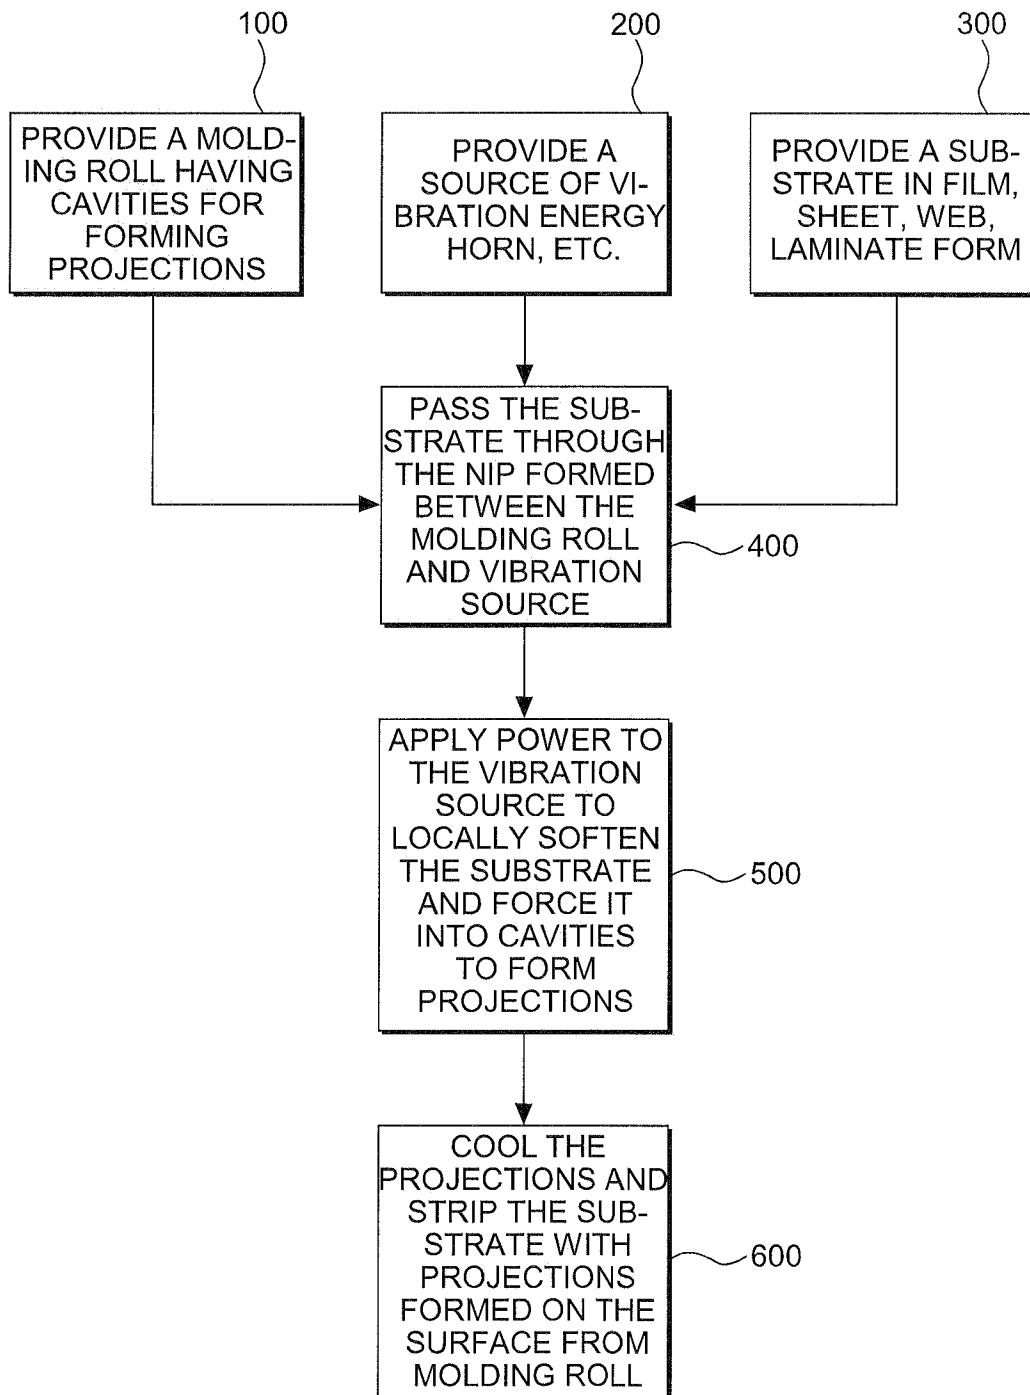 100
200
300
PROVIDE A MOLD-
ING ROLL HAVING
CAVITIES FOR
FORMING
PROJECTIONS
PROVIDE A
SOURCE OF VI-
BRATION ENERGY
HORN, ETC.
PROVIDE A SUB-
STRATE IN FILM,
SHEET, WEB,
LAMINATE FORM
PASS THE SUB-
STRATE THROUGH
THE NIP FORMED
BETWEEN THE
MOLDING ROLL
AND VIBRATION
SOURCE
400
APPLY POWER TO
THE VIBRATION
SOURCE TO
LOCALLY SOFTEN
THE SUBSTRATE
AND FORCE IT
INTO CAVITIES
TO FORM
PROJECTIONS
500
COOL THE
PROJECTIONS AND
STRIP THE SUB-
STRATE WITH
PROJECTIONS
FORMED ON THE
SURFACE FROM
MOLDING ROLL
600